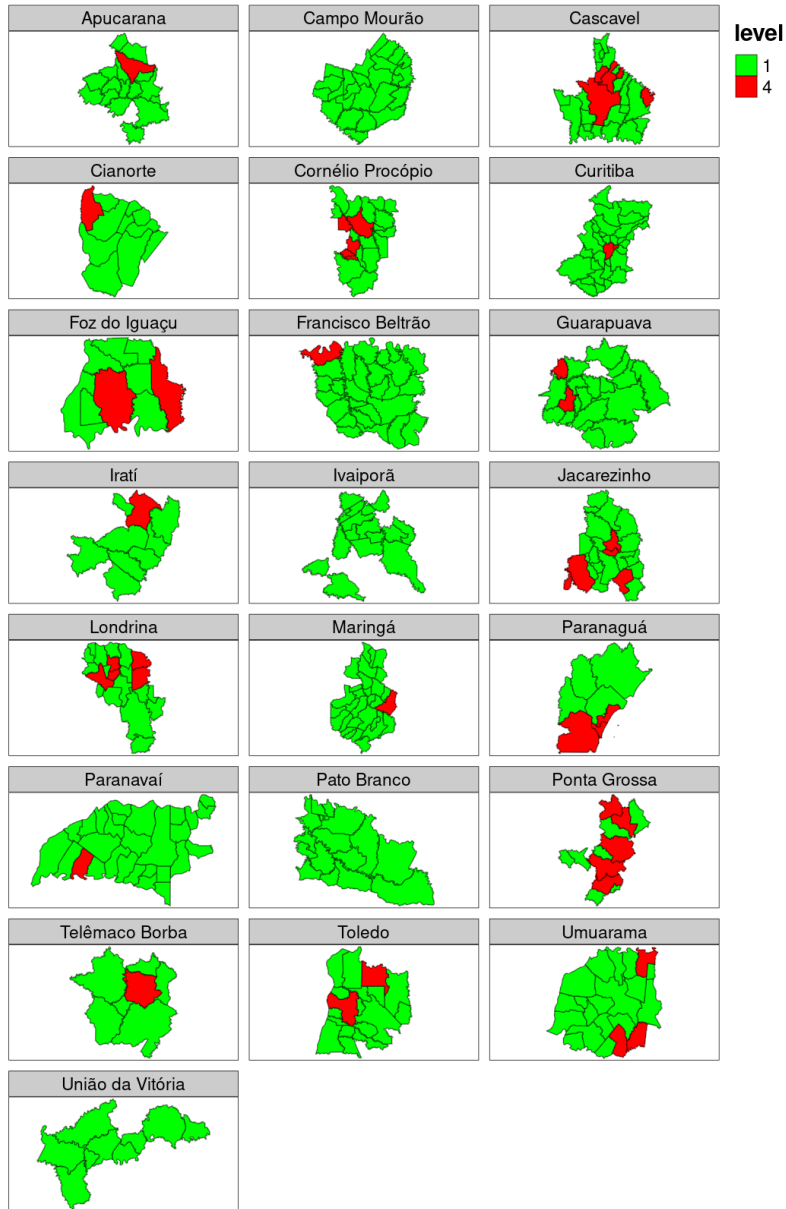 Apucarana
Campo Mourão
Cascavel
level
1
4
Cianorte
Cornélio Procópio
Curitiba
Foz do Iguaçu
Francisco Beltrão
Guarapuava
Iratí
Ivaiporã
Jacarezinho
Londrina
Maringá
Paranaguá
Paranavaí
Pato Branco
Ponta Grossa
Telêmaco Borba
Toledo
Umuarama
União da Vitória